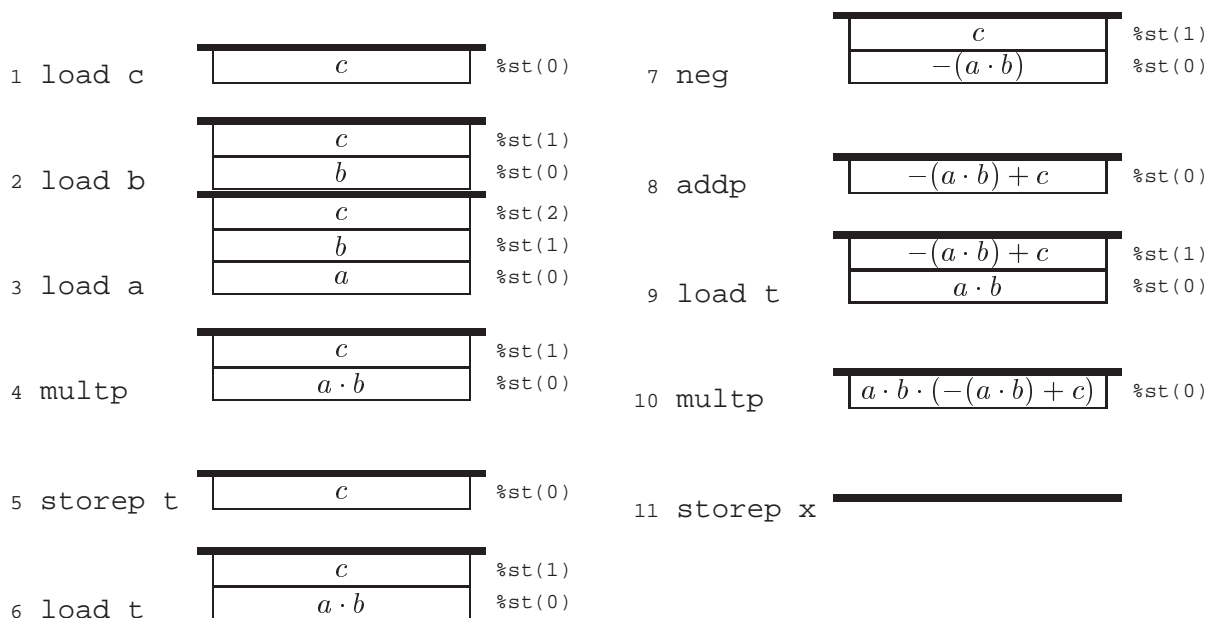 c %st(0)
1 load c
c %st(1)
b %st(0)
2 load b
c %st(2)
b %st(1)
a %st(0)
3 load a
c %st(1)
a · b %st(0)
4 multp
c %st(0)
5 storep t
c %st(1)
a · b %st(0)
6 load t
c %st(1)
−(a · b) %st(0)
7 neg
−(a · b) + c %st(0)
8 addp
−(a · b) + c %st(1)
a · b %st(0)
9 load t
a · b · (−(a · b) + c) %st(0)
10 multp
11 storep x